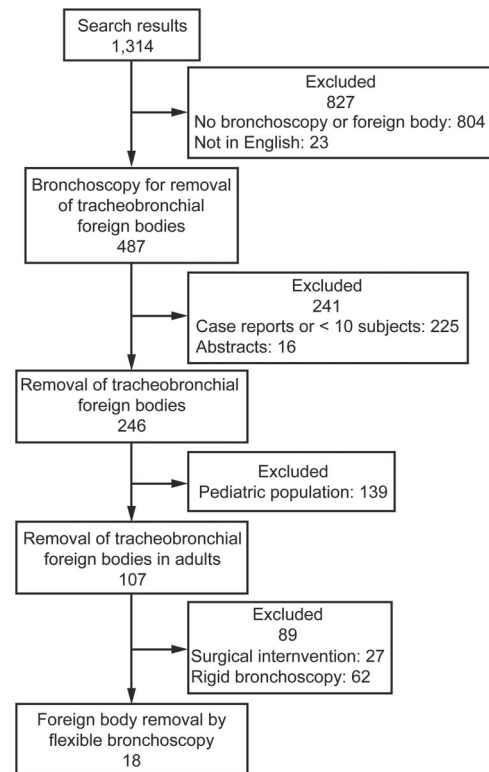 Search results
1,314
Excluded
827
No bronchoscopy or foreign body: 804
Not in English: 23
Bronchoscopy for removal
of tracheobronchial
foreign bodies
487
Excluded
241
Case reports or < 10 subjects: 225
Abstracts: 16
Removal of tracheobronchial
foreign bodies
246
Excluded
Pediatric population: 139
Removal of tracheobronchial
foreign bodies in adults
107
Excluded
89
Surgical internvention: 27
Rigid bronchoscopy: 62
Foreign body removal by
flexible bronchoscopy
18